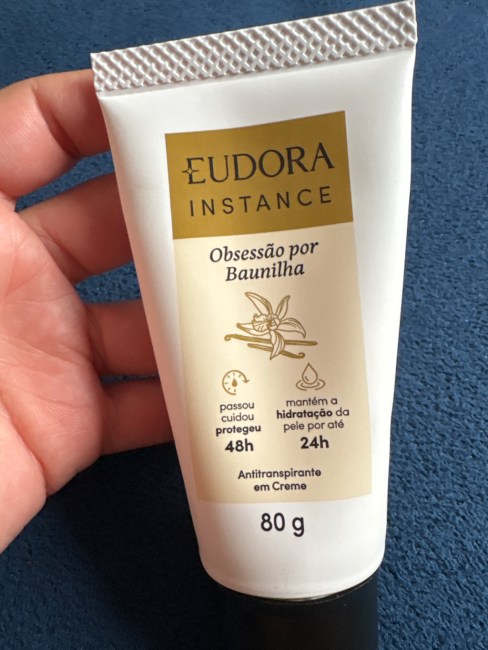 EUDORA
INSTANCE
Obsessão por
Baunilha
passou
cuidou
protegeu
48h
mantém a
hidratação da
pele por até
24h
Antitranspirante
em Creme
80 g